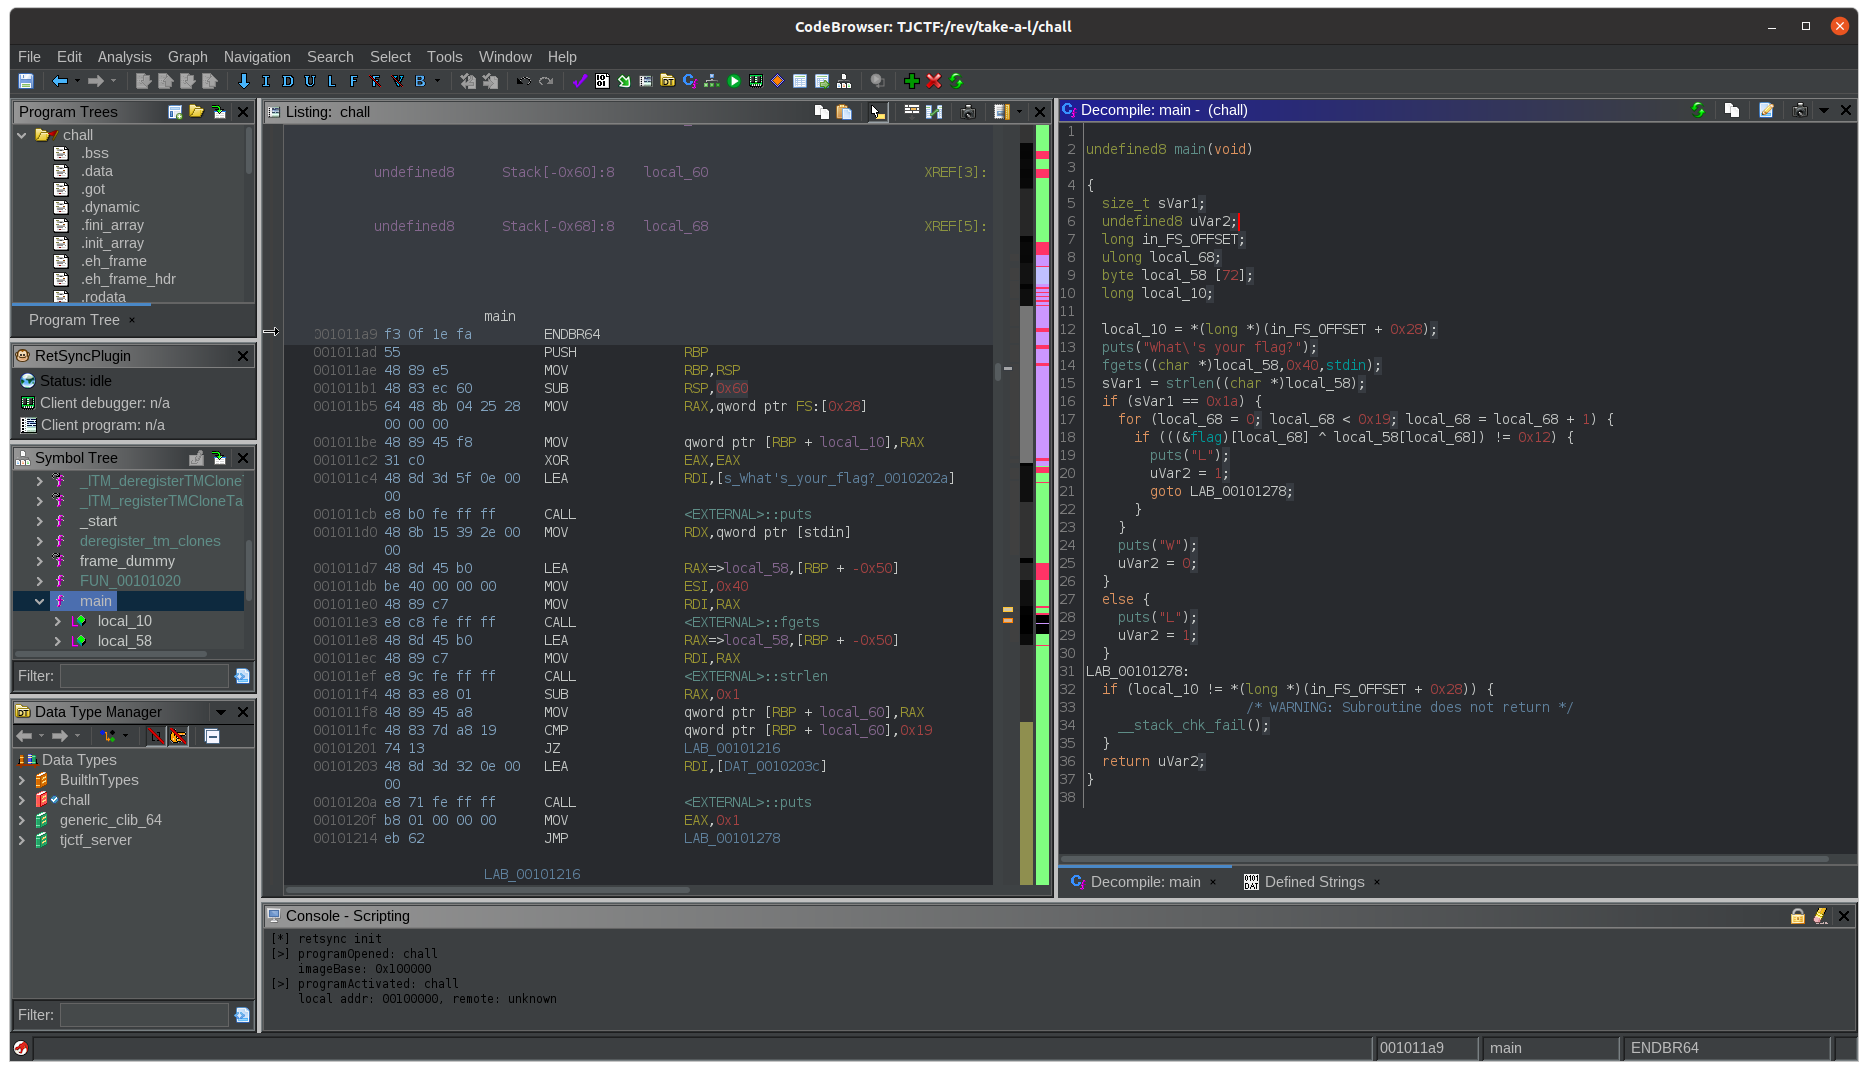 CodeBrowser: TJCTF:/rev/take-a-l/chall
File Edit Analysis Graph Navigation Search Select Tools Window Help
I D U L F B
Program Trees
chall
.bss
.data
.got
.dynamic
.fini_array
.init_array
.eh_frame
.eh_frame_hdr
.rodata
Program Tree ×
RetSyncPlugin
Status: idle
Client debugger: n/a
Client program: n/a
Symbol Tree
_ITM_deregisterTMCloneT
_ITM_registerTMCloneTa
_start
deregister_tm_clones
frame_dummy
FUN_00101020
main
local_10
local_58
Filter:
Data Type Manager
Data Types
BuiltInTypes
chall
generic_clib_64
tjctf_server
Filter:
Listing: chall
undefined8 Stack[-0x60]:8 local_60 XREF[3]:
undefined8 Stack[-0x68]:8 local_68 XREF[5]:
main
001011a9 f3 0f 1e fa ENDBR64
001011ad 55 PUSH RBP
001011ae 48 89 e5 MOV RBP,RSP
001011b1 48 83 ec 60 SUB RSP,0x60
001011b5 64 48 8b 04 25 28 MOV RAX,qword ptr FS:[0x28]
00 00 00
001011be 48 89 45 f8 MOV qword ptr [RBP + local_10],RAX
001011c2 31 c0 XOR EAX,EAX
001011c4 48 8d 3d 5f 0e 00 LEA RDI,[s_What's_your_flag?_0010202a]
00
001011cb e8 b0 fe ff ff CALL <EXTERNAL>::puts
001011d0 48 8b 15 39 2e 00 MOV RDX,qword ptr [stdin]
00
001011d7 48 8d 45 b0 LEA RAX=>local_58,[RBP + -0x50]
001011db be 40 00 00 00 MOV ESI,0x40
001011e0 48 89 c7 MOV RDI,RAX
001011e3 e8 c8 fe ff ff CALL <EXTERNAL>::fgets
001011e8 48 8d 45 b0 LEA RAX=>local_58,[RBP + -0x50]
001011ec 48 89 c7 MOV RDI,RAX
001011ef e8 9c fe ff ff CALL <EXTERNAL>::strlen
001011f4 48 83 e8 01 SUB RAX,0x1
001011f8 48 89 45 a8 MOV qword ptr [RBP + local_60],RAX
001011fc 48 83 7d a8 19 CMP qword ptr [RBP + local_60],0x19
00101201 74 13 JZ LAB_00101216
00101203 48 8d 3d 32 0e 00 LEA RDI,[DAT_0010203c]
00
0010120a e8 71 fe ff ff CALL <EXTERNAL>::puts
0010120f b8 01 00 00 00 MOV EAX,0x1
00101214 eb 62 JMP LAB_00101278
LAB_00101216
Decompile: main - (chall)
1
2 undefined8 main(void)
3
4 {
5 size_t sVar1;
6 undefined8 uVar2;
7 long in_FS_OFFSET;
8 ulong local_68;
9 byte local_58 [72];
10 long local_10;
11
12 local_10 = *(long *)(in_FS_OFFSET + 0x28);
13 puts("What\'s your flag?");
14 fgets((char *)local_58,0x40,stdin);
15 sVar1 = strlen((char *)local_58);
16 if (sVar1 == 0x1a) {
17 for (local_68 = 0; local_68 < 0x19; local_68 = local_68 + 1) {
18 if (((&flag)[local_68] ^ local_58[local_68]) != 0x12) {
19 puts("L");
20 uVar2 = 1;
21 goto LAB_00101278;
22 }
23 }
24 puts("W");
25 uVar2 = 0;
26 }
27 else {
28 puts("L");
29 uVar2 = 1;
30 }
31 LAB_00101278:
32 if (local_10 != *(long *)(in_FS_OFFSET + 0x28)) {
33 /* WARNING: Subroutine does not return */
34 __stack_chk_fail();
35 }
36 return uVar2;
37 }
38
Decompile: main × Defined Strings ×
Console - Scripting
[*] retsync init
[>] programOpened: chall
imageBase: 0x100000
[>] programActivated: chall
local addr: 00100000, remote: unknown
001011a9 main ENDBR64